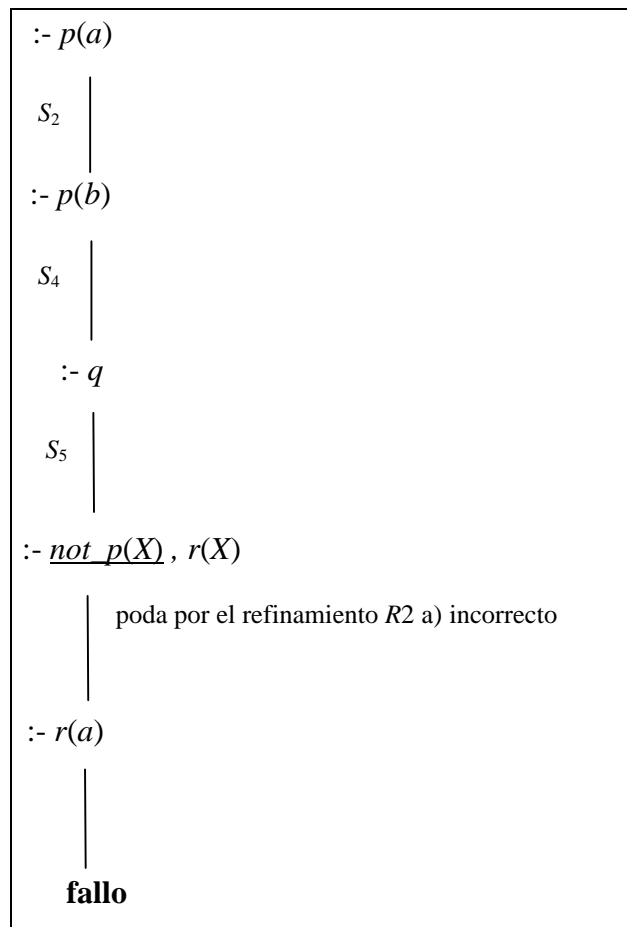 :- p(a)
S2
:- p(b)
S4
:- q
S5
:- not_p(X) , r(X)
poda por el refinamiento R2 a) incorrecto
:- r(a)
fallo